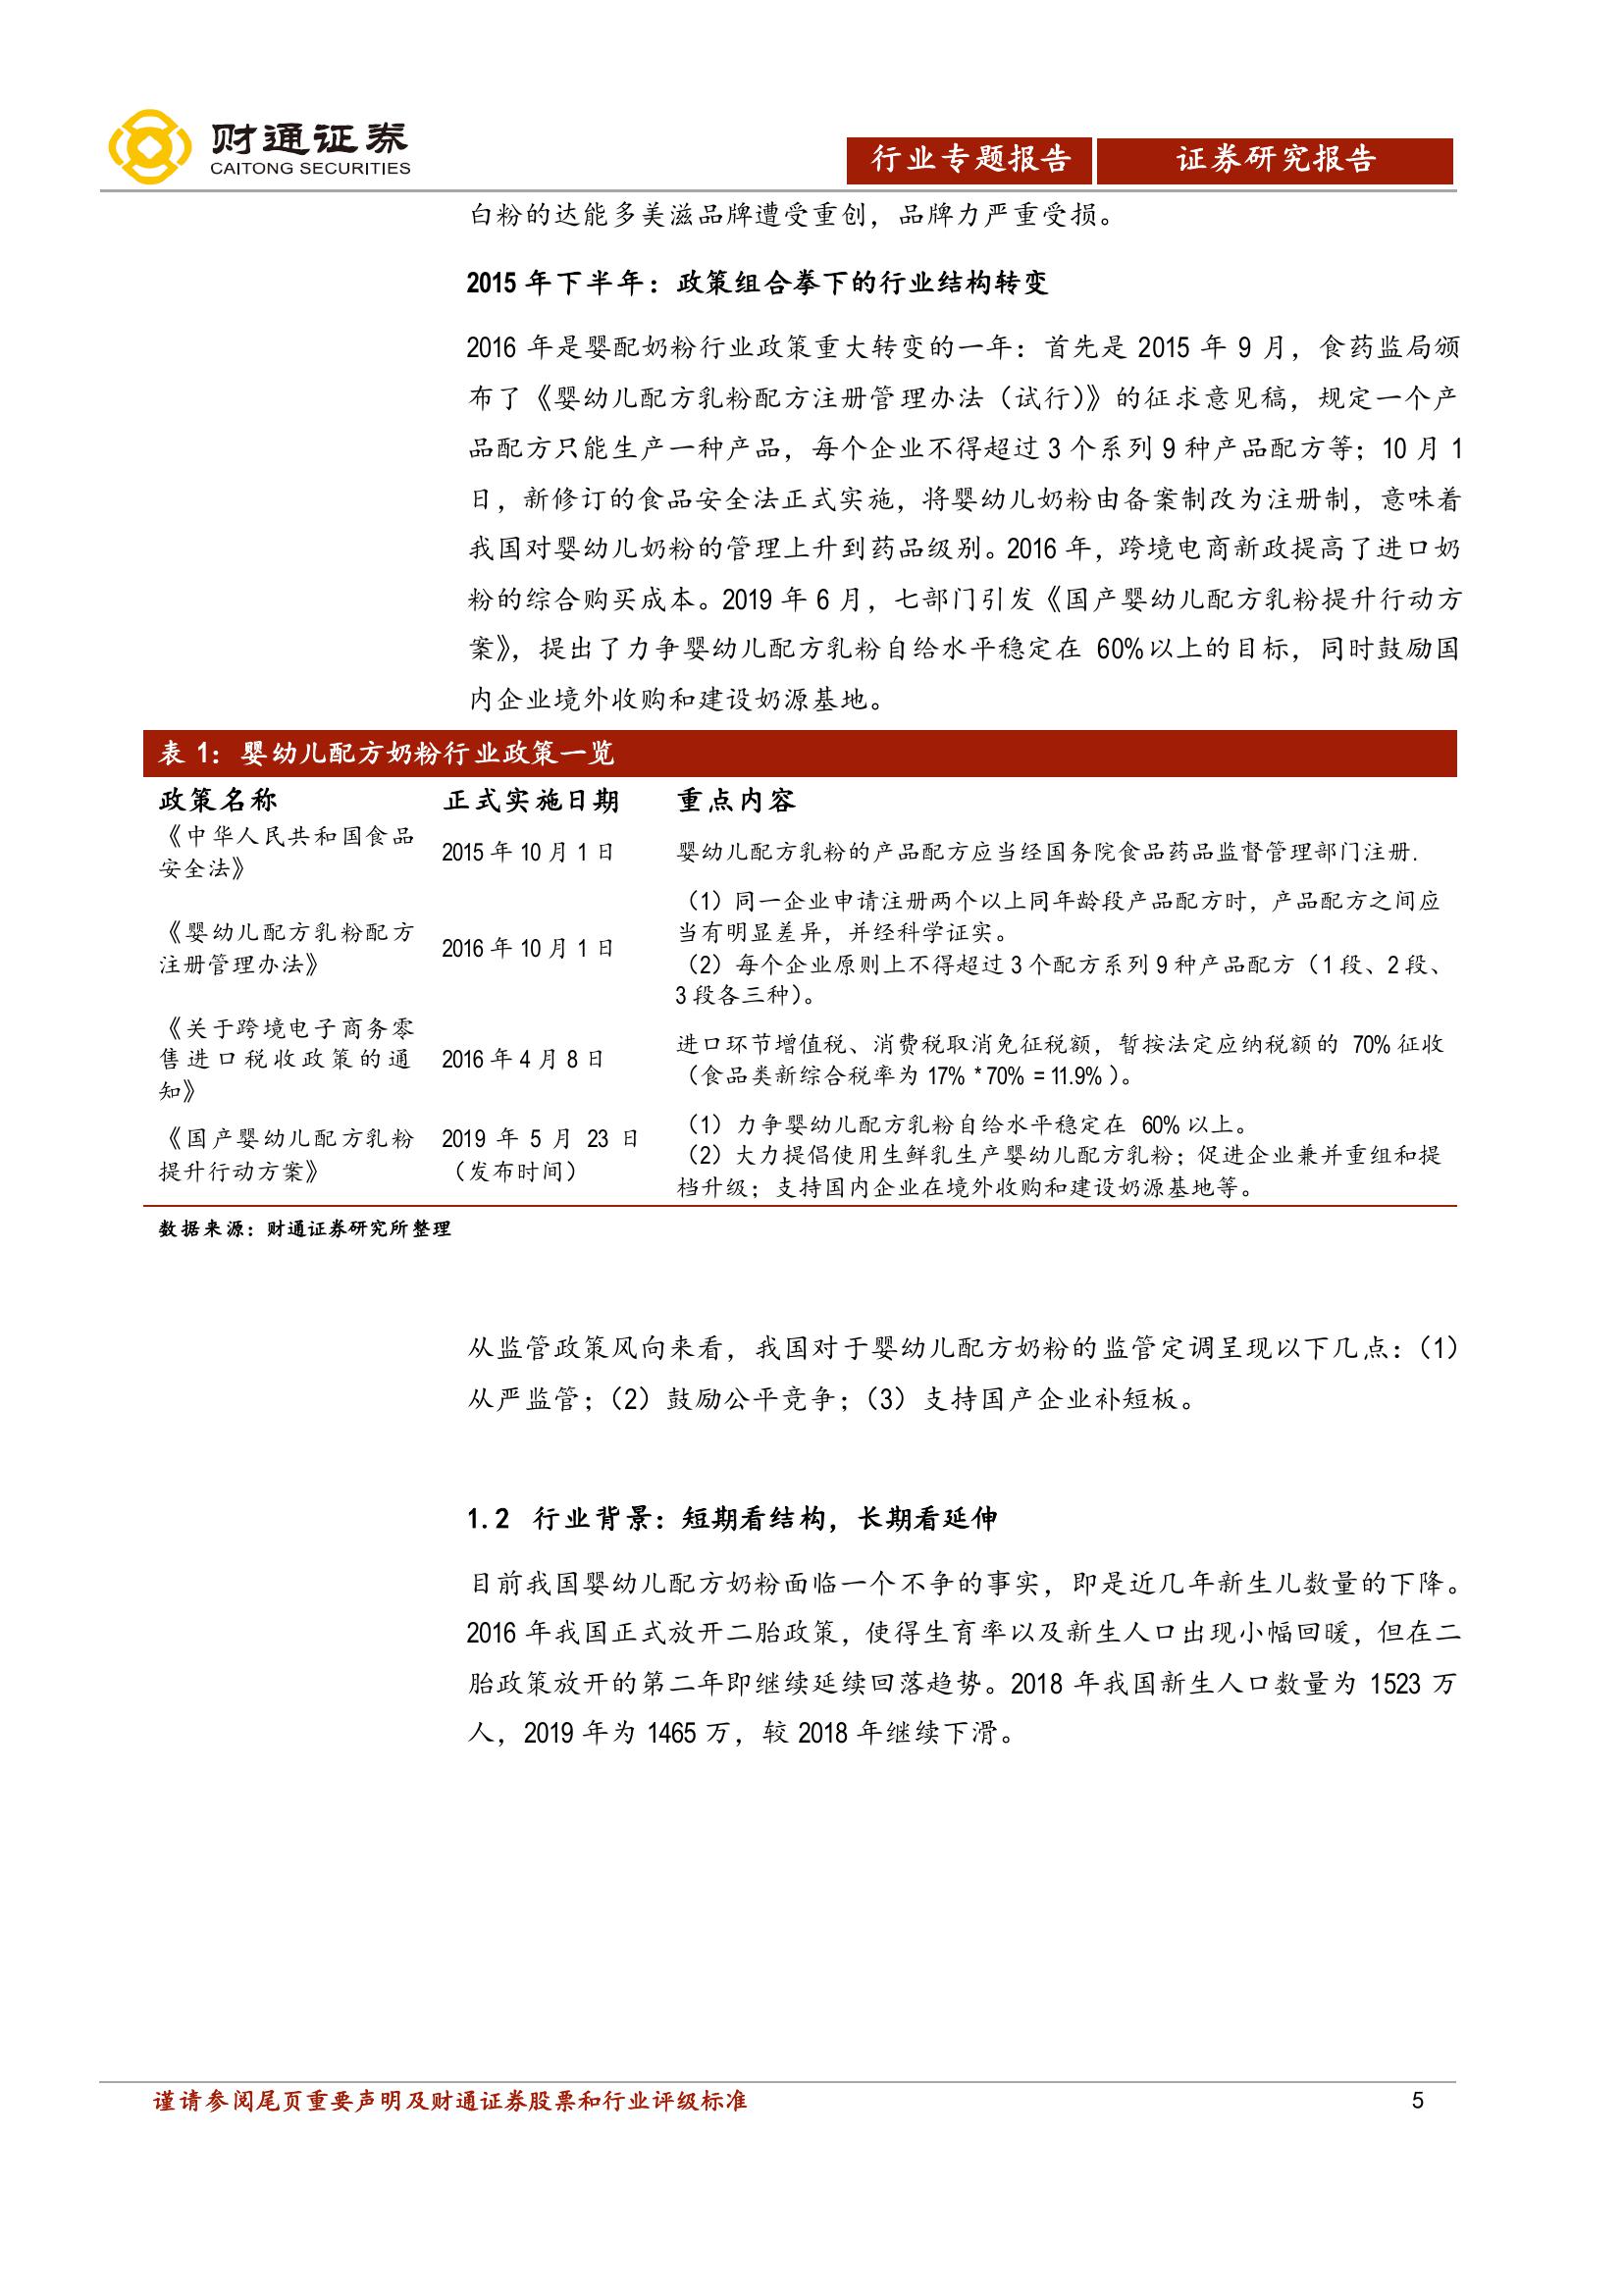 财通证券
CAITONG SECURITIES
行业专题报告
证券研究报告
白粉的达能多美滋品牌遭受重创，品牌力严重受损。
2015 年下半年：政策组合拳下的行业结构转变
2016 年是婴配奶粉行业政策重大转变的一年：首先是 2015 年 9 月，食药监局颁
布了《婴幼儿配方乳粉配方注册管理办法（试行）》的征求意见稿，规定一个产
品配方只能生产一种产品，每个企业不得超过 3 个系列 9 种产品配方等；10 月 1
日，新修订的食品安全法正式实施，将婴幼儿奶粉由备案制改为注册制，意味着
我国对婴幼儿奶粉的管理上升到药品级别。2016 年，跨境电商新政提高了进口奶
粉的综合购买成本。2019 年 6 月，七部门引发《国产婴幼儿配方乳粉提升行动方
案》，提出了力争婴幼儿配方乳粉自给水平稳定在 60%以上的目标，同时鼓励国
内企业境外收购和建设奶源基地。
表 1：婴幼儿配方奶粉行业政策一览
政策名称 正式实施日期 重点内容
《中华人民共和国食品
安全法》
2015 年 10 月 1 日
婴幼儿配方乳粉的产品配方应当经国务院食品药品监督管理部门注册.
《婴幼儿配方乳粉配方
注册管理办法》
2016 年 10 月 1 日
（1）同一企业申请注册两个以上同年龄段产品配方时，产品配方之间应
当有明显差异，并经科学证实。
（2）每个企业原则上不得超过 3 个配方系列 9 种产品配方（1 段、2 段、
3 段各三种）。
《关于跨境电子商务零
售进口税收政策的通
知》
2016 年 4 月 8 日
进口环节增值税、消费税取消免征税额，暂按法定应纳税额的 70%征收
（食品类新综合税率为 17% * 70% = 11.9% ）。
《国产婴幼儿配方乳粉
提升行动方案》
2019 年 5 月 23 日
（发布时间）
（1）力争婴幼儿配方乳粉自给水平稳定在 60%以上。
（2）大力提倡使用生鲜乳生产婴幼儿配方乳粉；促进企业兼并重组和提
档升级；支持国内企业在境外收购和建设奶源基地等。
数据来源：财通证券研究所整理
从监管政策风向来看，我国对于婴幼儿配方奶粉的监管定调呈现以下几点：（1）
从严监管；（2）鼓励公平竞争；（3）支持国产企业补短板。
1.2 行业背景：短期看结构，长期看延伸
目前我国婴幼儿配方奶粉面临一个不争的事实，即是近几年新生儿数量的下降。
2016 年我国正式放开二胎政策，使得生育率以及新生人口出现小幅回暖，但在二
胎政策放开的第二年即继续延续回落趋势。2018 年我国新生人口数量为 1523 万
人，2019 年为 1465 万，较 2018 年继续下滑。
谨请参阅尾页重要声明及财通证券股票和行业评级标准
5